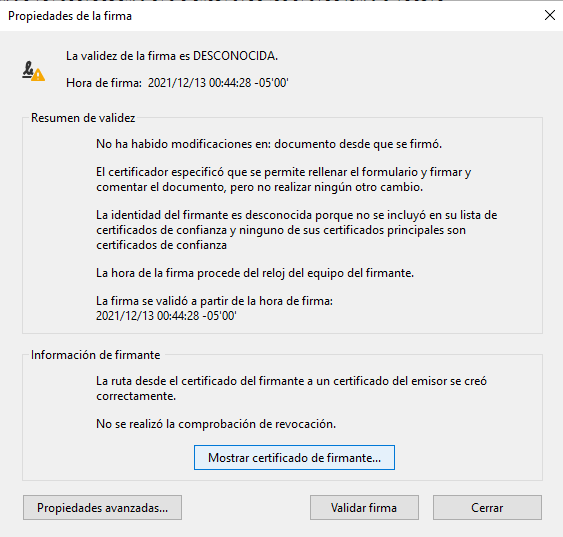 Propiedades de la firma
La validez de la firma es DESCONOCIDA.
Hora de firma: 2021/12/13 00:44:28 -05'00'
Resumen de validez
No ha habido modificaciones en: documento desde que se firmó.
El certificador especificó que se permite rellenar el formulario y firmar y
comentar el documento, pero no realizar ningún otro cambio.
La identidad del firmante es desconocida porque no se incluyó en su lista de
certificados de confianza y ninguno de sus certificados principales son
certificados de confianza
La hora de la firma procede del reloj del equipo del firmante.
La firma se validó a partir de la hora de firma:
2021/12/13 00:44:28 -05'00'
Información de firmante
La ruta desde el certificado del firmante a un certificado del emisor se creó
correctamente.
No se realizó la comprobación de revocación.
Mostrar certificado de firmante...
Propiedades avanzadas...
Validar firma
Cerrar